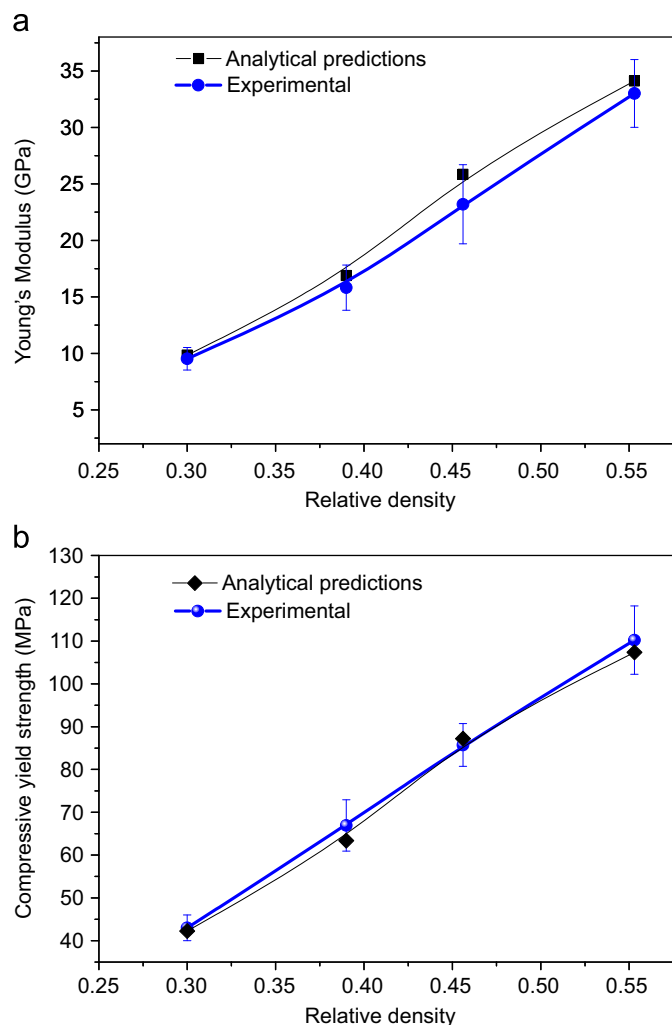 a
Analytical predictions
Experimental
Young's Modulus (GPa)
35
30
25
20
15
10
5
0.25 0.30 0.35 0.40 0.45 0.50 0.55
Relative density
b
Analytical predictions
Experimental
Compressive yield strength (MPa)
130
120
110
100
90
80
70
60
50
40
0.25 0.30 0.35 0.40 0.45 0.50 0.55
Relative density